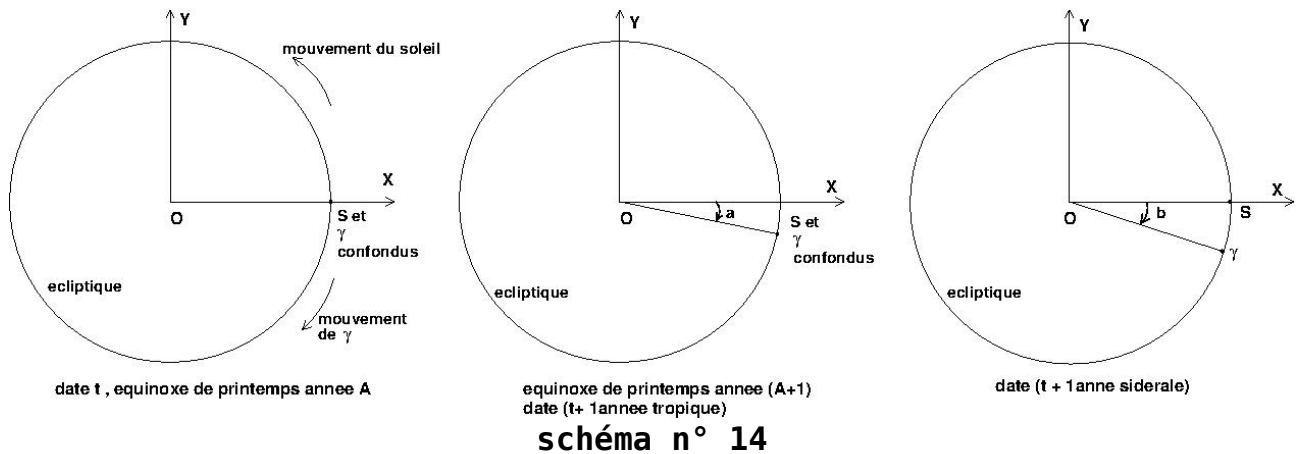 Y
mouvement du soleil
X
O
S et
γ
confondus
ecliptique
mouvement
de γ
date t , equinoxe de printemps annee A
Y
X
O
a
S et
γ
confondus
ecliptique
equinoxe de printemps annee (A+1)
date (t+ 1annee tropique)
Y
X
O
b
S
γ
ecliptique
date (t + 1anne siderale)
schéma n° 14